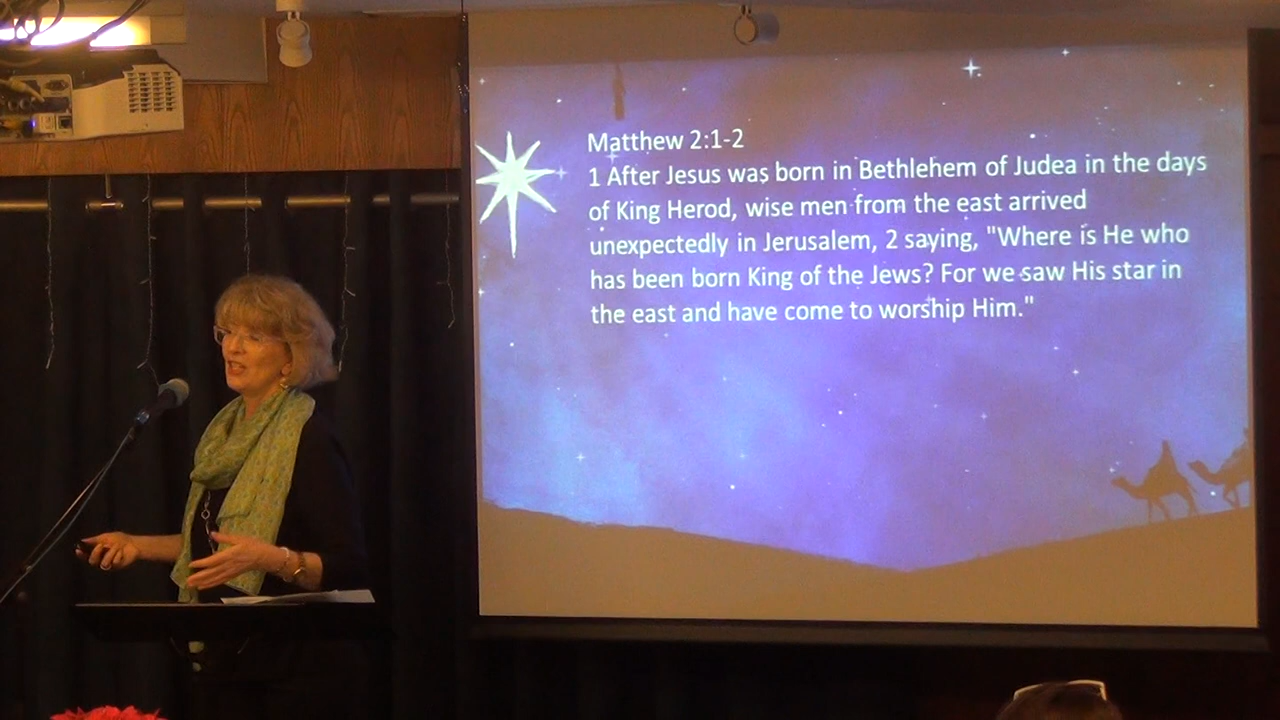 Matthew 2:1-2
1 After Jesus was born in Bethlehem of Judea in the days
of King Herod, wise men from the east arrived
unexpectedly in Jerusalem, 2 saying, "Where is He who
has been born King of the Jews? For we saw His star in
the east and have come to worship Him."